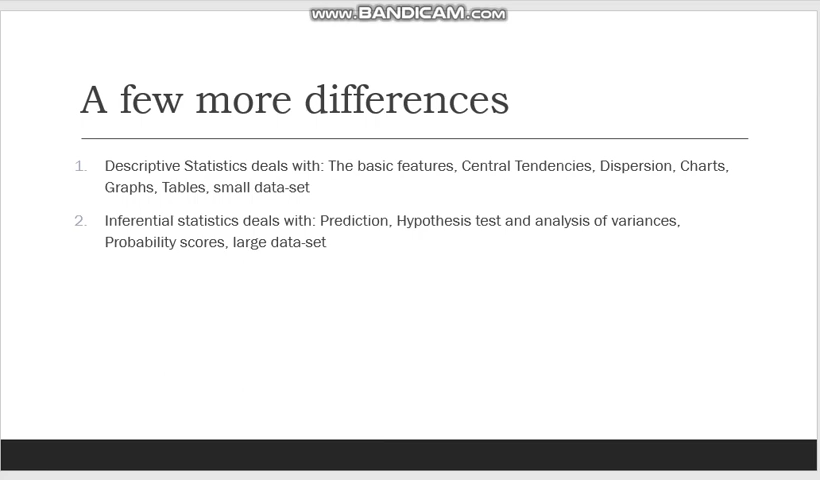 www.BANDICAM.com
A few more differences
1. Descriptive Statistics deals with: The basic features, Central Tendencies, Dispersion, Charts,
Graphs, Tables, small data-set
2. Inferential statistics deals with: Prediction, Hypothesis test and analysis of variances,
Probability scores, large data-set